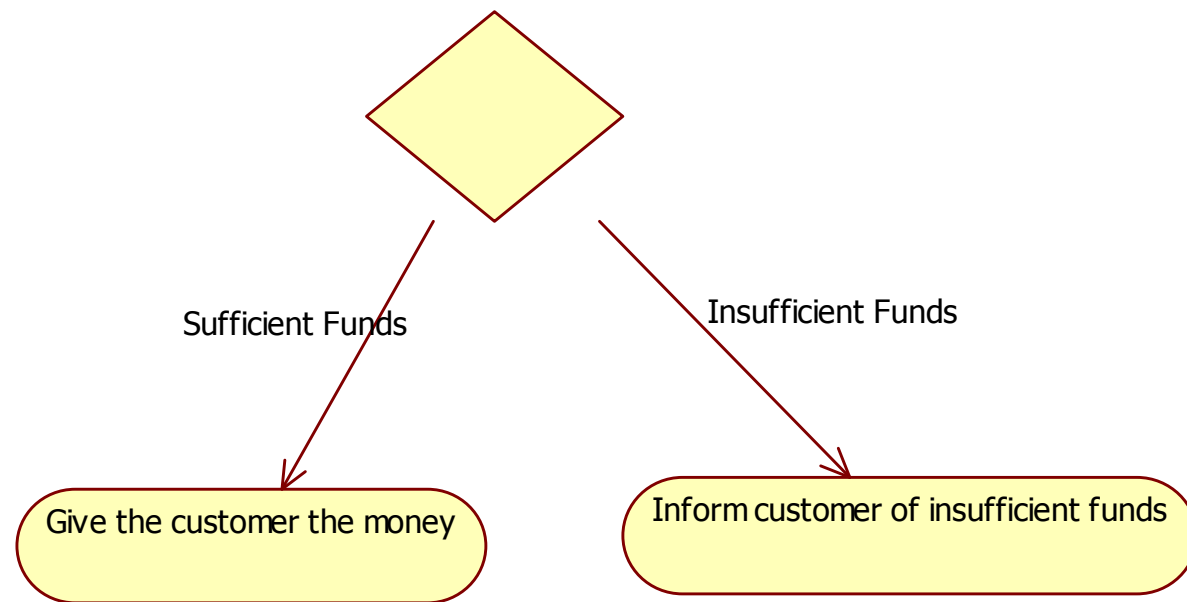 Sufficient Funds
Insufficient Funds
Give the customer the money
Inform customer of insufficient funds